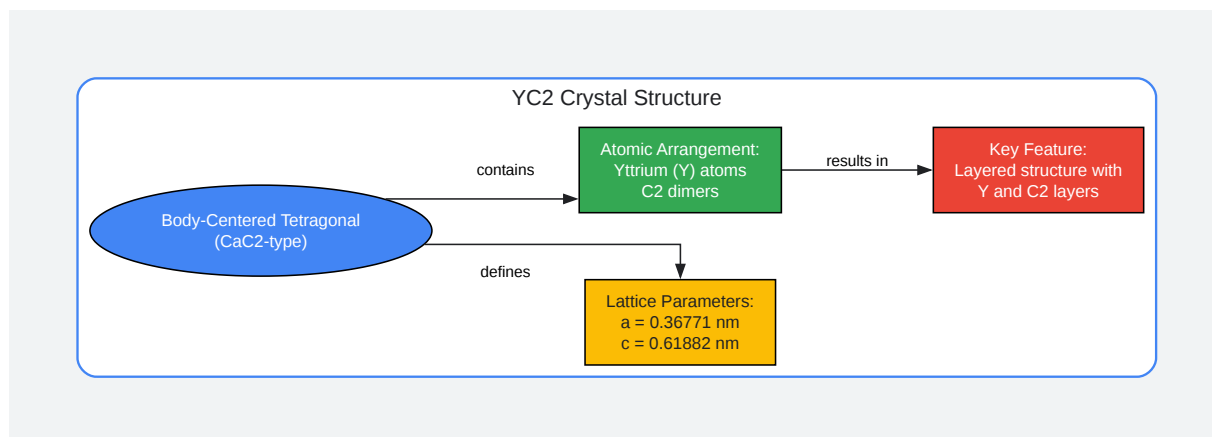 YC2 Crystal Structure
Body-Centered Tetragonal
(CaC2-type)
contains
Atomic Arrangement:
Yttrium (Y) atoms
C2 dimers
results in
Key Feature:
Layered structure with
Y and C2 layers
defines
Lattice Parameters:
a = 0.36771 nm
c = 0.61882 nm